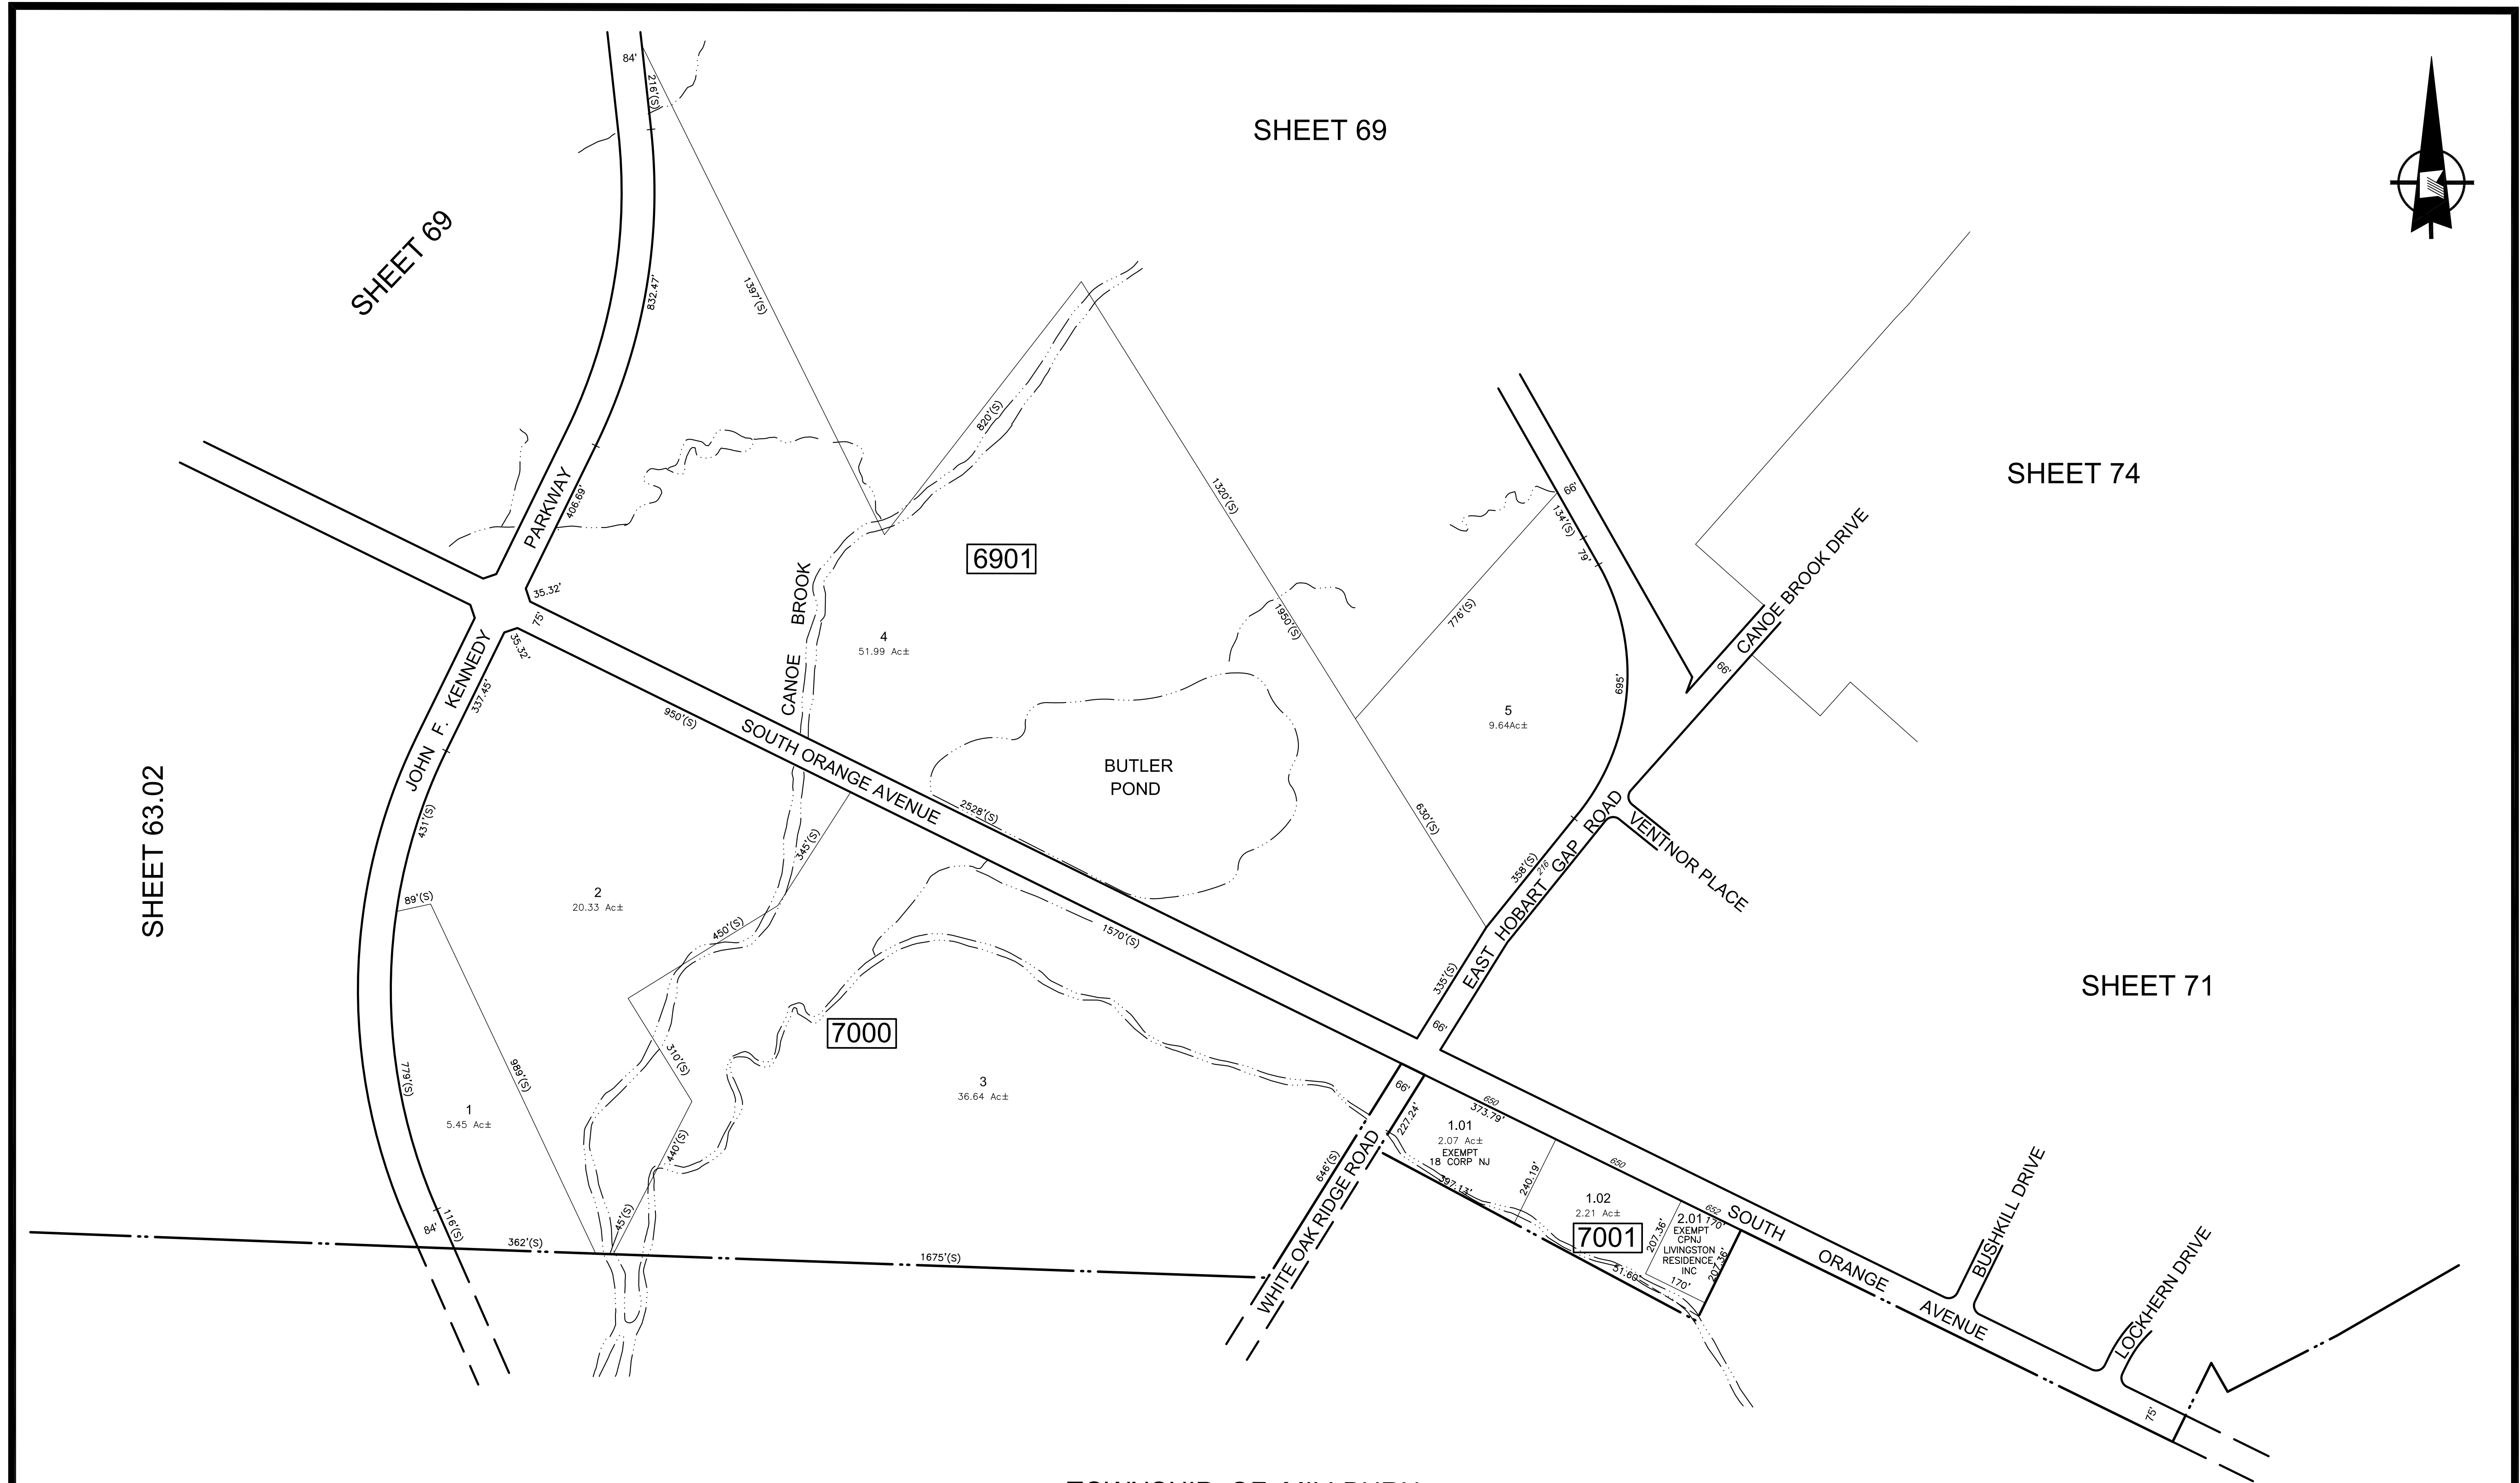 84'
216'(S)
SHEET 69
SHEET 69
1397'(S)
832.47'
820'(S)
1320'(S)
SHEET 74
66'
134'(S)
79'
PARKWAY
406.69'
6901
CANOE BROOK DRIVE
66'
35.32'
75'
35.32'
CANOE BROOK
4
51.99 Ac±
1950'(S)
776'(S)
695'
JOHN F. KENNEDY
337.45'
950'(S)
SOUTH ORANGE AVENUE
5
9.64Ac±
BUTLER
POND
2528'(S)
630'(S)
SHEET 63.02
431'(S)
345'(S)
358'(S)
216
EAST HOBART GAP ROAD
VENTNOR PLACE
89'(S)
2
20.33 Ac±
450'(S)
1570'(S)
335'(S)
SHEET 71
66'
7000
310'(S)
989'(S)
779'(S)
3
36.64 Ac±
66'
1
5.45 Ac±
440'(S)
227.24'
650
373.79'
1.01
2.07 Ac±
EXEMPT
18 CORP NJ
646'(S)
WHITE OAK RIDGE ROAD
397.13'
240.19'
650
1.02
2.21 Ac±
7001
652
170'
2.01
EXEMPT
CPNJ
LIVINGSTON
RESIDENCE,
INC
207.36'
207.36'
170'
51.60'
SOUTH ORANGE AVENUE
BUSHKILL DRIVE
LOCKHERN DRIVE
84'
116'(S)
362'(S)
45'(S)
1675'(S)
75'